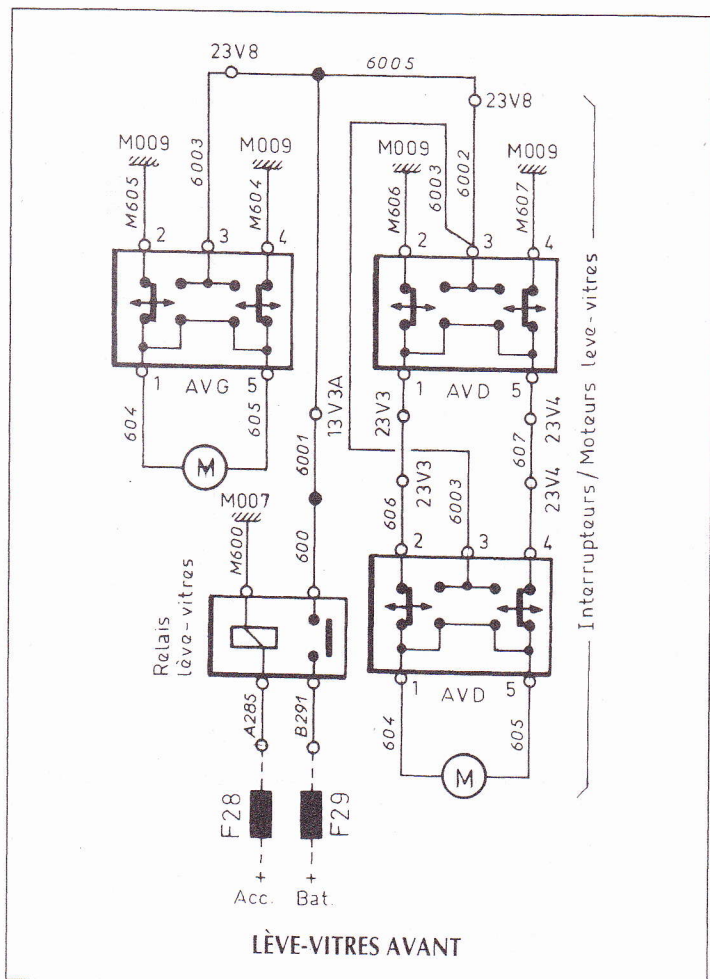 23V8
6005
23V8
M009
6003
M009
M009
6003
6002
M009
M605
M604
M606
M607
2 3 4
2 3 4
1 AVG 5
1 AVD 5
604
605
M
13V3A
23V3
23V4
607
6001
M007
23V3
6003
23V4
606
M600
600
2 3 4
Relais
lève-vitres
1 AVD 5
A285
B291
604
605
M
F28
F29
+ +
Acc. Bat.
Interrupteurs/Moteurs leve-vitres
LÈVE-VITRES AVANT